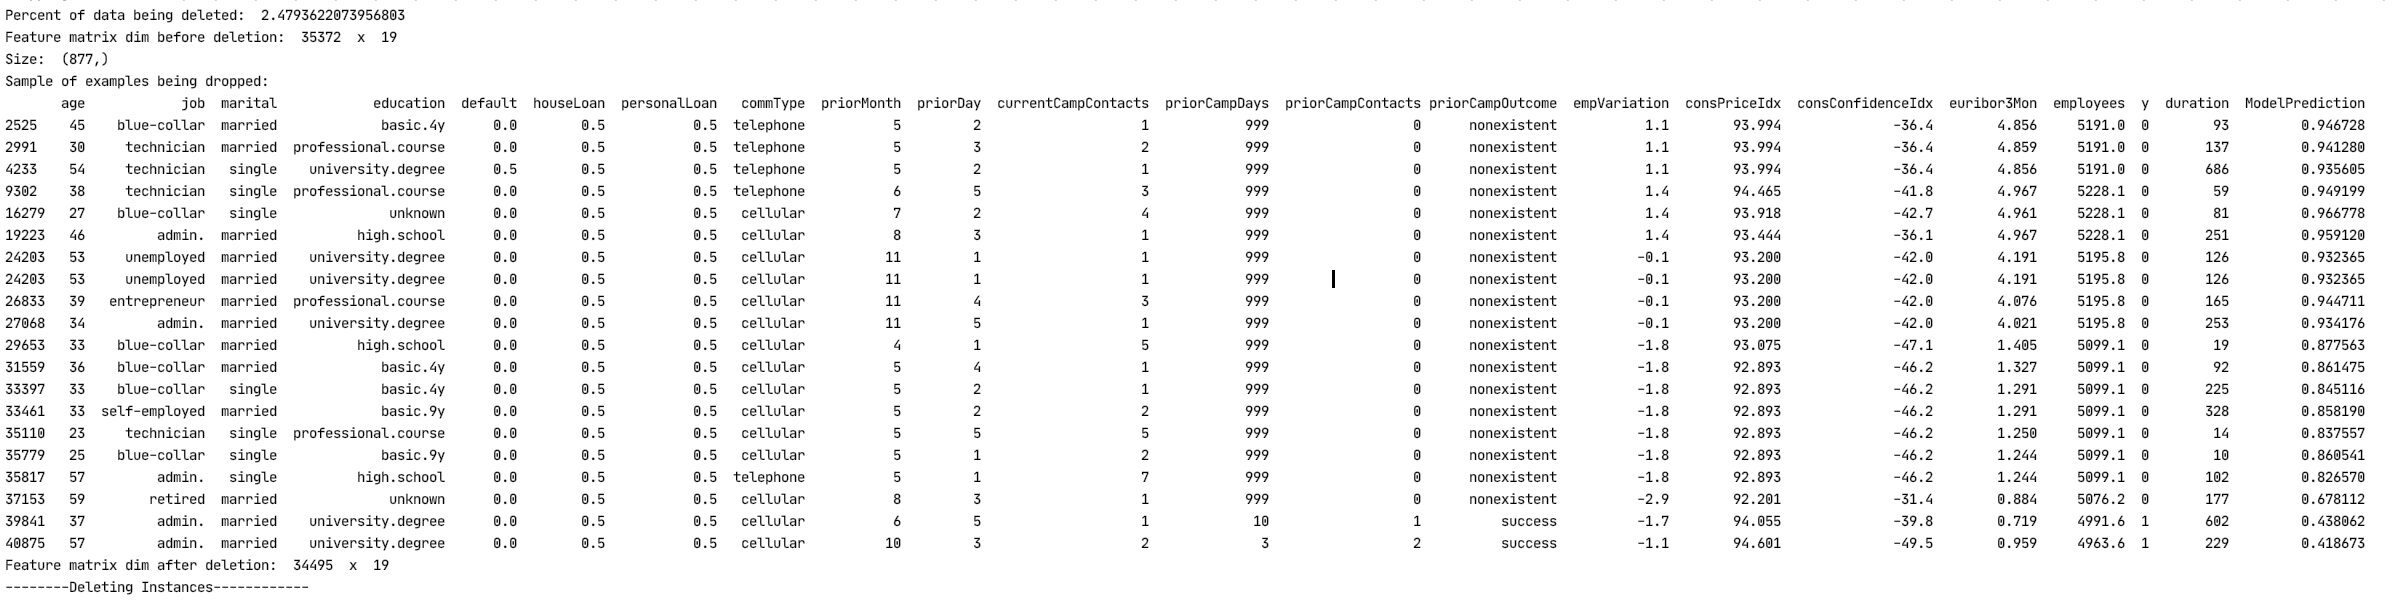 Percent of data being deleted:  2.4793622073956803
Feature matrix dim before deletion:  35372  x  19
Size:  (877,)
Sample of examples being dropped:
age job marital education default houseLoan personalLoan commType priorMonth priorDay currentCampContacts priorCampDays priorCampContacts priorCampOutcome empVariation consPriceIdx consConfidenceIdx euribor3Mon employees y duration ModelPrediction
2525 45 blue-collar married basic.4y 0.0 0.5 0.5 telephone 5 2 1 999 0 nonexistent 1.1 93.994 -36.4 4.856 5191.0 0 93 0.946728
2991 30 technician married professional.course 0.0 0.5 0.5 telephone 5 3 2 999 0 nonexistent 1.1 93.994 -36.4 4.859 5191.0 0 137 0.941280
4233 54 technician single university.degree 0.5 0.5 0.5 telephone 5 2 1 999 0 nonexistent 1.1 93.994 -36.4 4.856 5191.0 0 686 0.935605
9302 38 technician single professional.course 0.0 0.5 0.5 telephone 6 5 3 999 0 nonexistent 1.4 94.465 -41.8 4.967 5228.1 0 59 0.949199
16279 27 blue-collar single unknown 0.0 0.5 0.5 cellular 7 2 4 999 0 nonexistent 1.4 93.918 -42.7 4.961 5228.1 0 81 0.966778
19223 46 admin. married high.school 0.0 0.5 0.5 cellular 8 3 1 999 0 nonexistent 1.4 93.444 -36.1 4.967 5228.1 0 251 0.959120
24203 53 unemployed married university.degree 0.0 0.5 0.5 cellular 11 1 1 999 0 nonexistent -0.1 93.200 -42.0 4.191 5195.8 0 126 0.932365
24203 53 unemployed married university.degree 0.0 0.5 0.5 cellular 11 1 1 999 0 nonexistent -0.1 93.200 -42.0 4.191 5195.8 0 126 0.932365
26833 39 entrepreneur married professional.course 0.0 0.5 0.5 cellular 11 4 3 999 0 nonexistent -0.1 93.200 -42.0 4.076 5195.8 0 165 0.944711
27068 34 admin. married university.degree 0.0 0.5 0.5 cellular 11 5 1 999 0 nonexistent -0.1 93.200 -42.0 4.021 5195.8 0 253 0.934176
29653 33 blue-collar married high.school 0.0 0.5 0.5 cellular 4 1 5 999 0 nonexistent -1.8 93.075 -47.1 1.405 5099.1 0 19 0.877563
31559 36 blue-collar married basic.4y 0.0 0.5 0.5 cellular 5 4 1 999 0 nonexistent -1.8 92.893 -46.2 1.327 5099.1 0 92 0.861475
33397 33 blue-collar single basic.4y 0.0 0.5 0.5 cellular 5 2 1 999 0 nonexistent -1.8 92.893 -46.2 1.291 5099.1 0 225 0.845116
33461 33 self-employed married basic.9y 0.0 0.5 0.5 cellular 5 2 2 999 0 nonexistent -1.8 92.893 -46.2 1.291 5099.1 0 328 0.858190
35110 23 technician single professional.course 0.0 0.5 0.5 cellular 5 5 5 999 0 nonexistent -1.8 92.893 -46.2 1.250 5099.1 0 14 0.837557
35779 25 blue-collar single basic.9y 0.0 0.5 0.5 cellular 5 1 2 999 0 nonexistent -1.8 92.893 -46.2 1.244 5099.1 0 10 0.860541
35817 57 admin. single high.school 0.0 0.5 0.5 telephone 5 1 7 999 0 nonexistent -1.8 92.893 -46.2 1.244 5099.1 0 102 0.826570
37153 59 retired married unknown 0.0 0.5 0.5 cellular 8 3 1 999 0 nonexistent -2.9 92.201 -31.4 0.884 5076.2 0 177 0.678112
39841 37 admin. married university.degree 0.0 0.5 0.5 cellular 6 5 1 10 1 success -1.7 94.055 -39.8 0.719 4991.6 1 602 0.438062
40875 57 admin. married university.degree 0.0 0.5 0.5 cellular 10 3 2 3 2 success -1.1 94.601 -49.5 0.959 4963.6 1 229 0.418673
Feature matrix dim after deletion:  34495  x  19
--------Deleting Instances------------